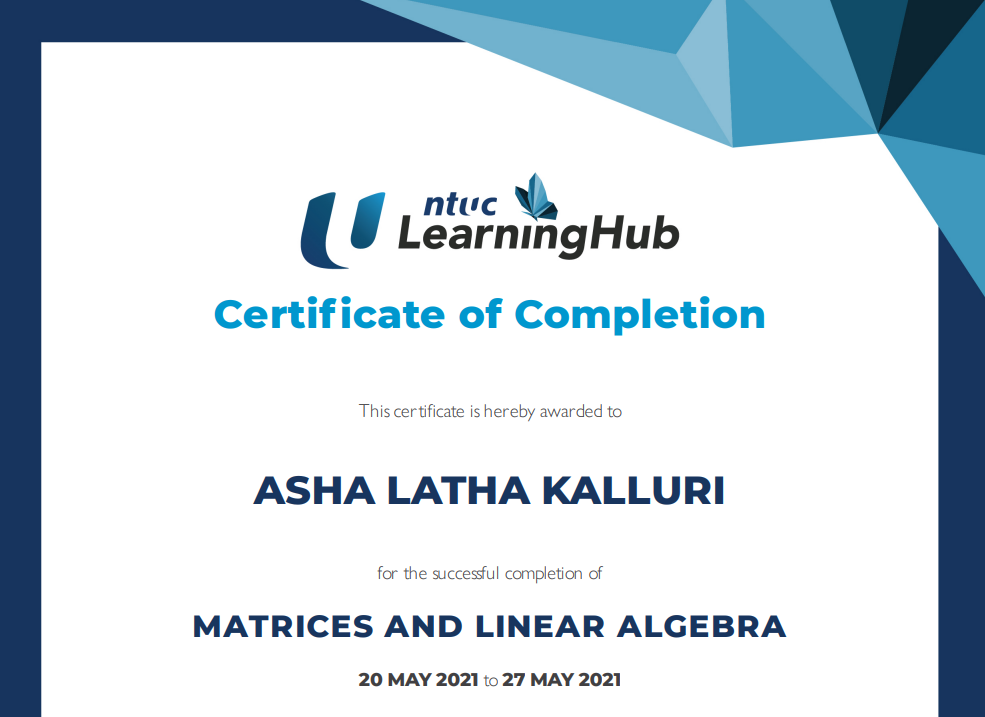 ntuc
LearningHub
Certificate of Completion
This certificate is hereby awarded to
ASHA LATHA KALLURI
for the successful completion of
MATRICES AND LINEAR ALGEBRA
20 MAY 2021 to 27 MAY 2021